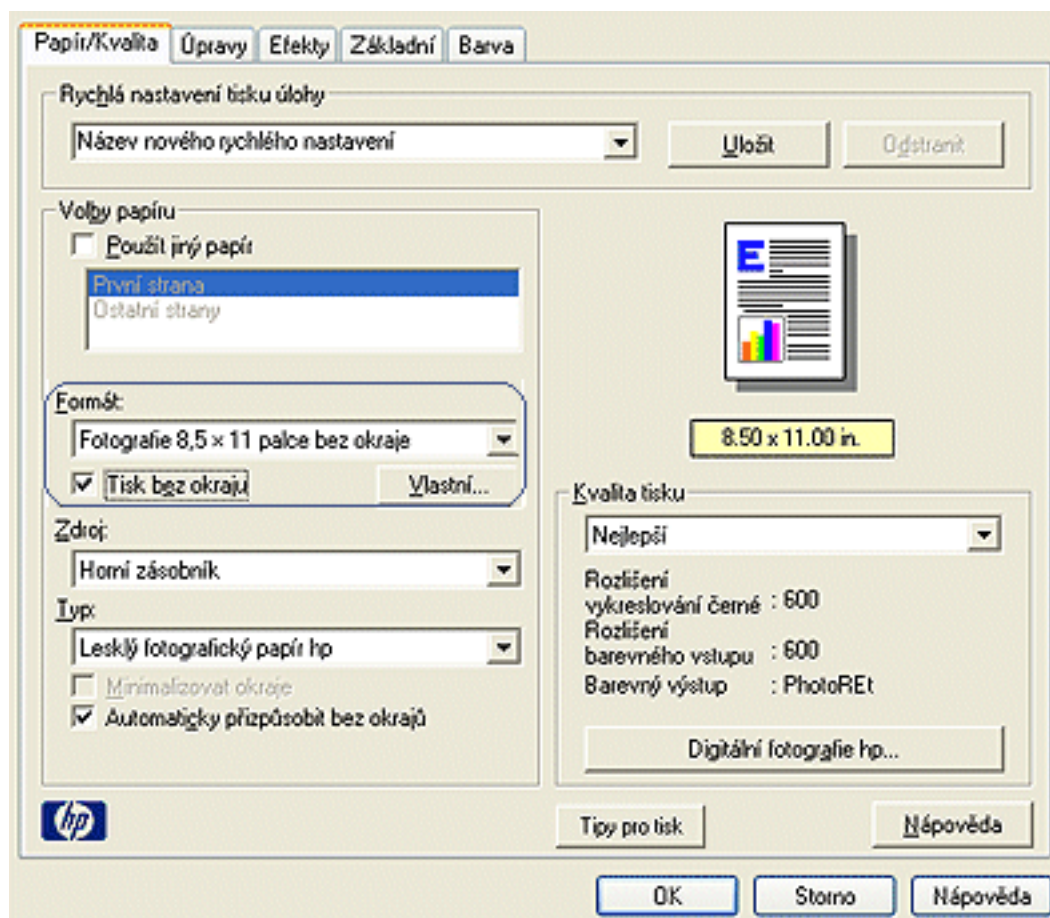 Papír/Kvalita Úpravy Efekty Základní Barva
Rychlá nastavení tisku úlohy
Název nového rychlého nastavení Uložit Odstranit
Volby papíru
Použít jiný papír
První strana
Ostatní strany
Formát:
Fotografie 8,5 × 11 palce bez okraje
Tisk bez okraju Vlastní...
Zdroj:
Horní zásobník
Typ:
Lesklý fotografický papír hp
Minimalizovat okraje
Automaticky přizpůsobit bez okrajů
E
8.50 x 11.00 in.
Kvalita tisku
Nejlepší
Rozlišení
vykreslování černé : 600
Rozlišení
barevného vstupu : 600
Barevný výstup : PhotoREt
Digitální fotografie hp...
hp
Tipy pro tisk Nápověda
OK Storno Nápověda